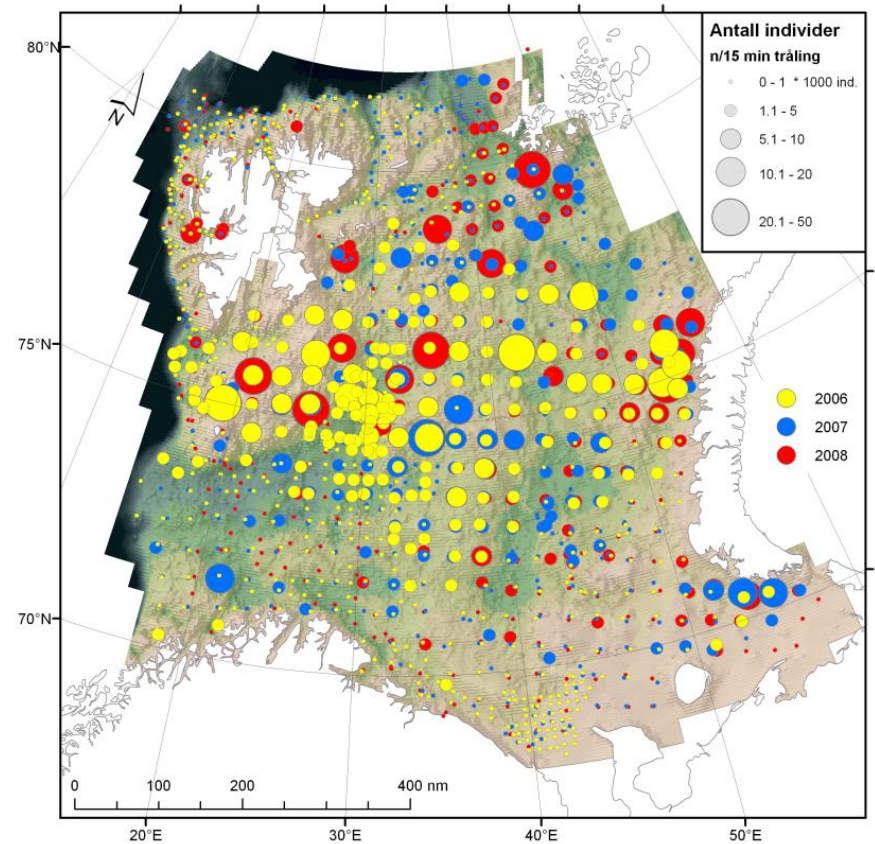 80°N
75°N
70°N
N
Antall individer
n/15 min tråling
0 - 1 * 1000 ind.
1.1 - 5
5.1 - 10
10.1 - 20
20.1 - 50
2006
2007
2008
0 100 200 400 nm
20°E 30°E 40°E 50°E